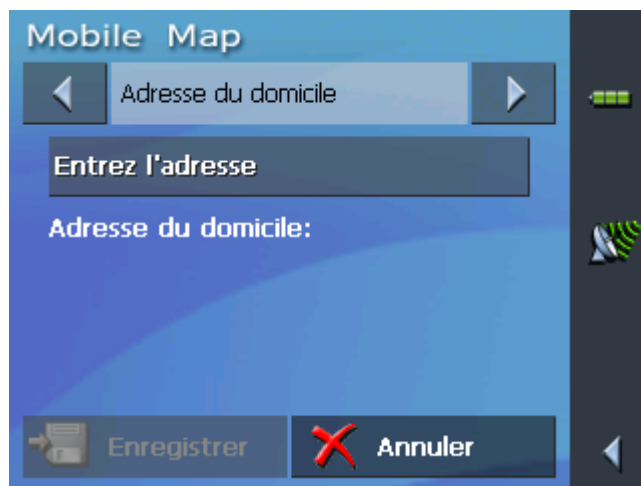 Mobile Map
Adresse du domicile
Entrez l'adresse
Adresse du domicile:
Enregistrer
Annuler